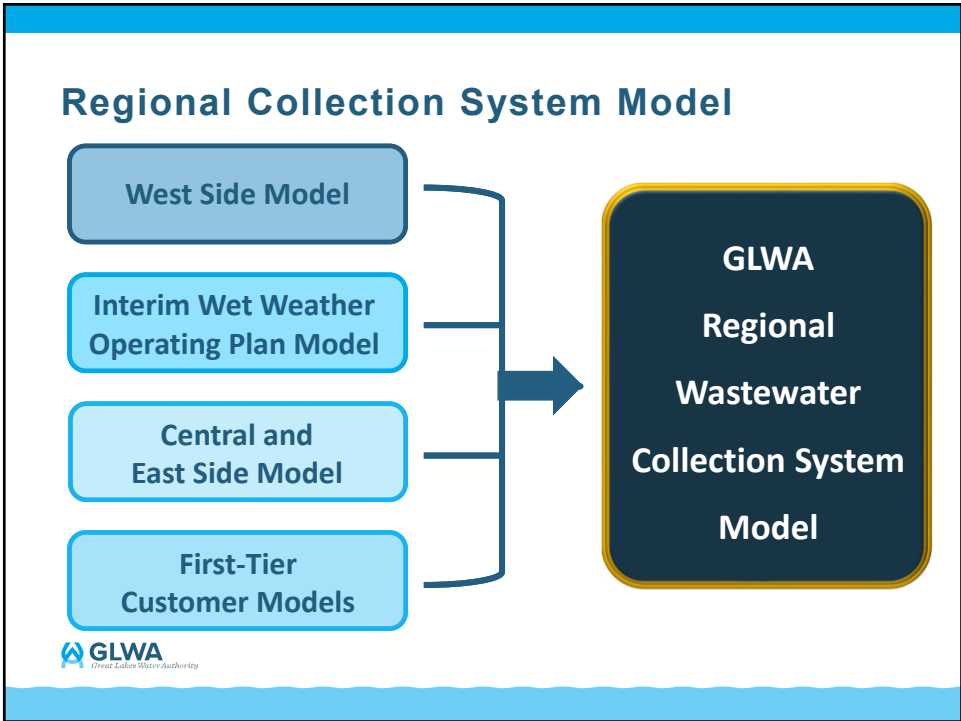 Regional Collection System Model
West Side Model
Interim Wet Weather
Operating Plan Model
Central and
East Side Model
First-Tier
Customer Models
GLWA
Regional
Wastewater
Collection System
Model
GLWA
Great Lakes Water Authority